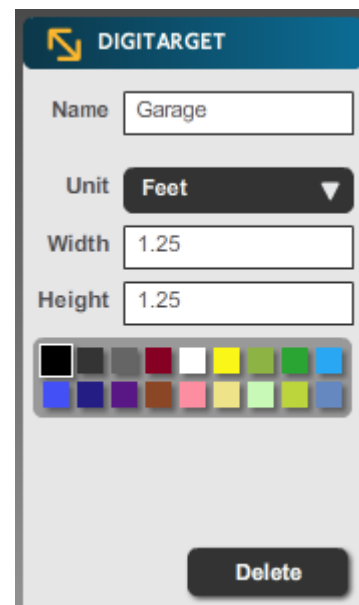 DIGITARGET
Name Garage
Unit Feet
Width 1.25
Height 1.25
Delete